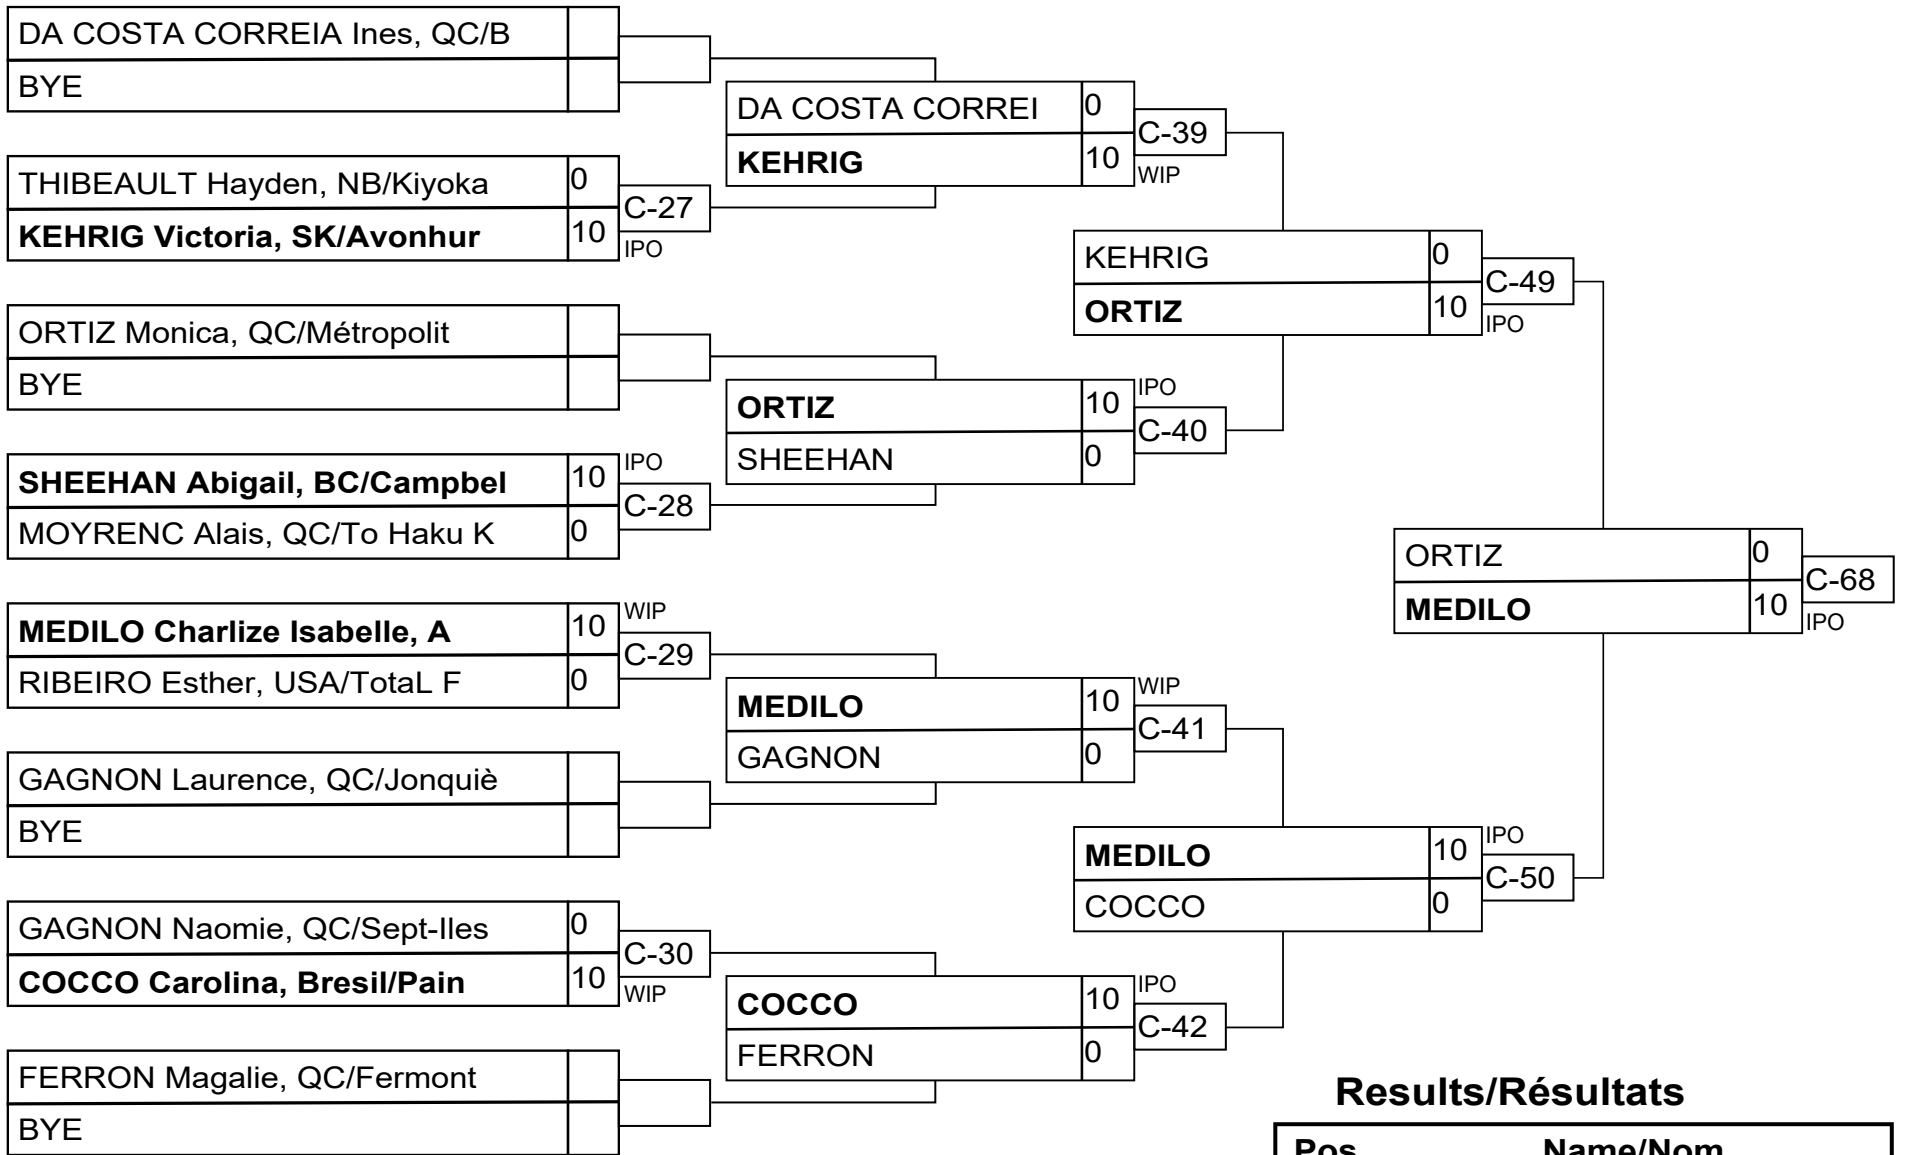 DA COSTA CORREIA Ines, QC/B
BYE
THIBEAULT Hayden, NB/Kiyoka 0
KEHRIG Victoria, SK/Avonhur 10
C-27
IPO
ORTIZ Monica, QC/Métropolit
BYE
SHEEHAN Abigail, BC/Campbel 10
MOYRENC Alais, QC/To Haku K 0
IPO
C-28
MEDILO Charlize Isabelle, A 10
RIBEIRO Esther, USA/TotaL F 0
WIP
C-29
GAGNON Laurence, QC/Jonquiè
BYE
GAGNON Naomie, QC/Sept-Iles 0
COCCO Carolina, Bresil/Pain 10
C-30
WIP
FERRON Magalie, QC/Fermont
BYE
DA COSTA CORREI 0
KEHRIG 10
C-39
WIP
ORTIZ 10
SHEEHAN 0
IPO
C-40
MEDILO 10
GAGNON 0
WIP
C-41
COCCO 10
FERRON 0
IPO
C-42
KEHRIG 0
ORTIZ 10
C-49
IPO
MEDILO 10
COCCO 0
IPO
C-50
ORTIZ 0
MEDILO 10
C-68
IPO
Results/Résultats
Pos Name/Nom